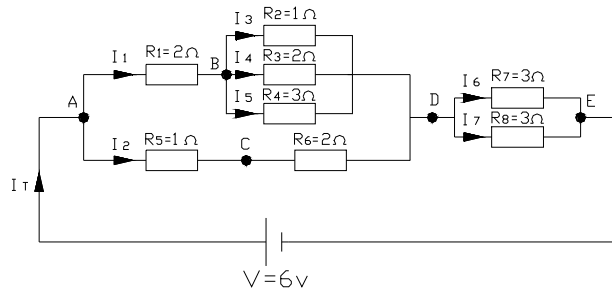 I3 R2=1Ω
I1 R1=2Ω B I4 R3=2Ω
I5 R4=3Ω
I6 R7=3Ω
A D E
I2 R5=1Ω C R6=2Ω
I7 R8=3Ω
IT
V=6v